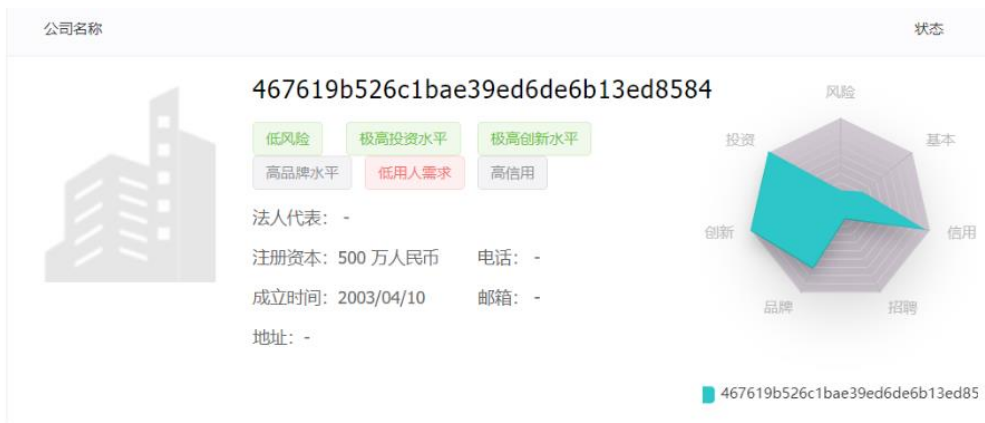 公司名称 状态
467619b526c1bae39ed6de6b13ed8584
低风险 极高投资水平 极高创新水平
高品牌水平 低用人需求 高信用
法人代表： -
注册资本：500 万人民币 电话： -
成立时间：2003/04/10 邮箱： -
地址：-
风险
投资 基本
创新 信用
品牌 招聘
467619b526c1bae39ed6de6b13ed85